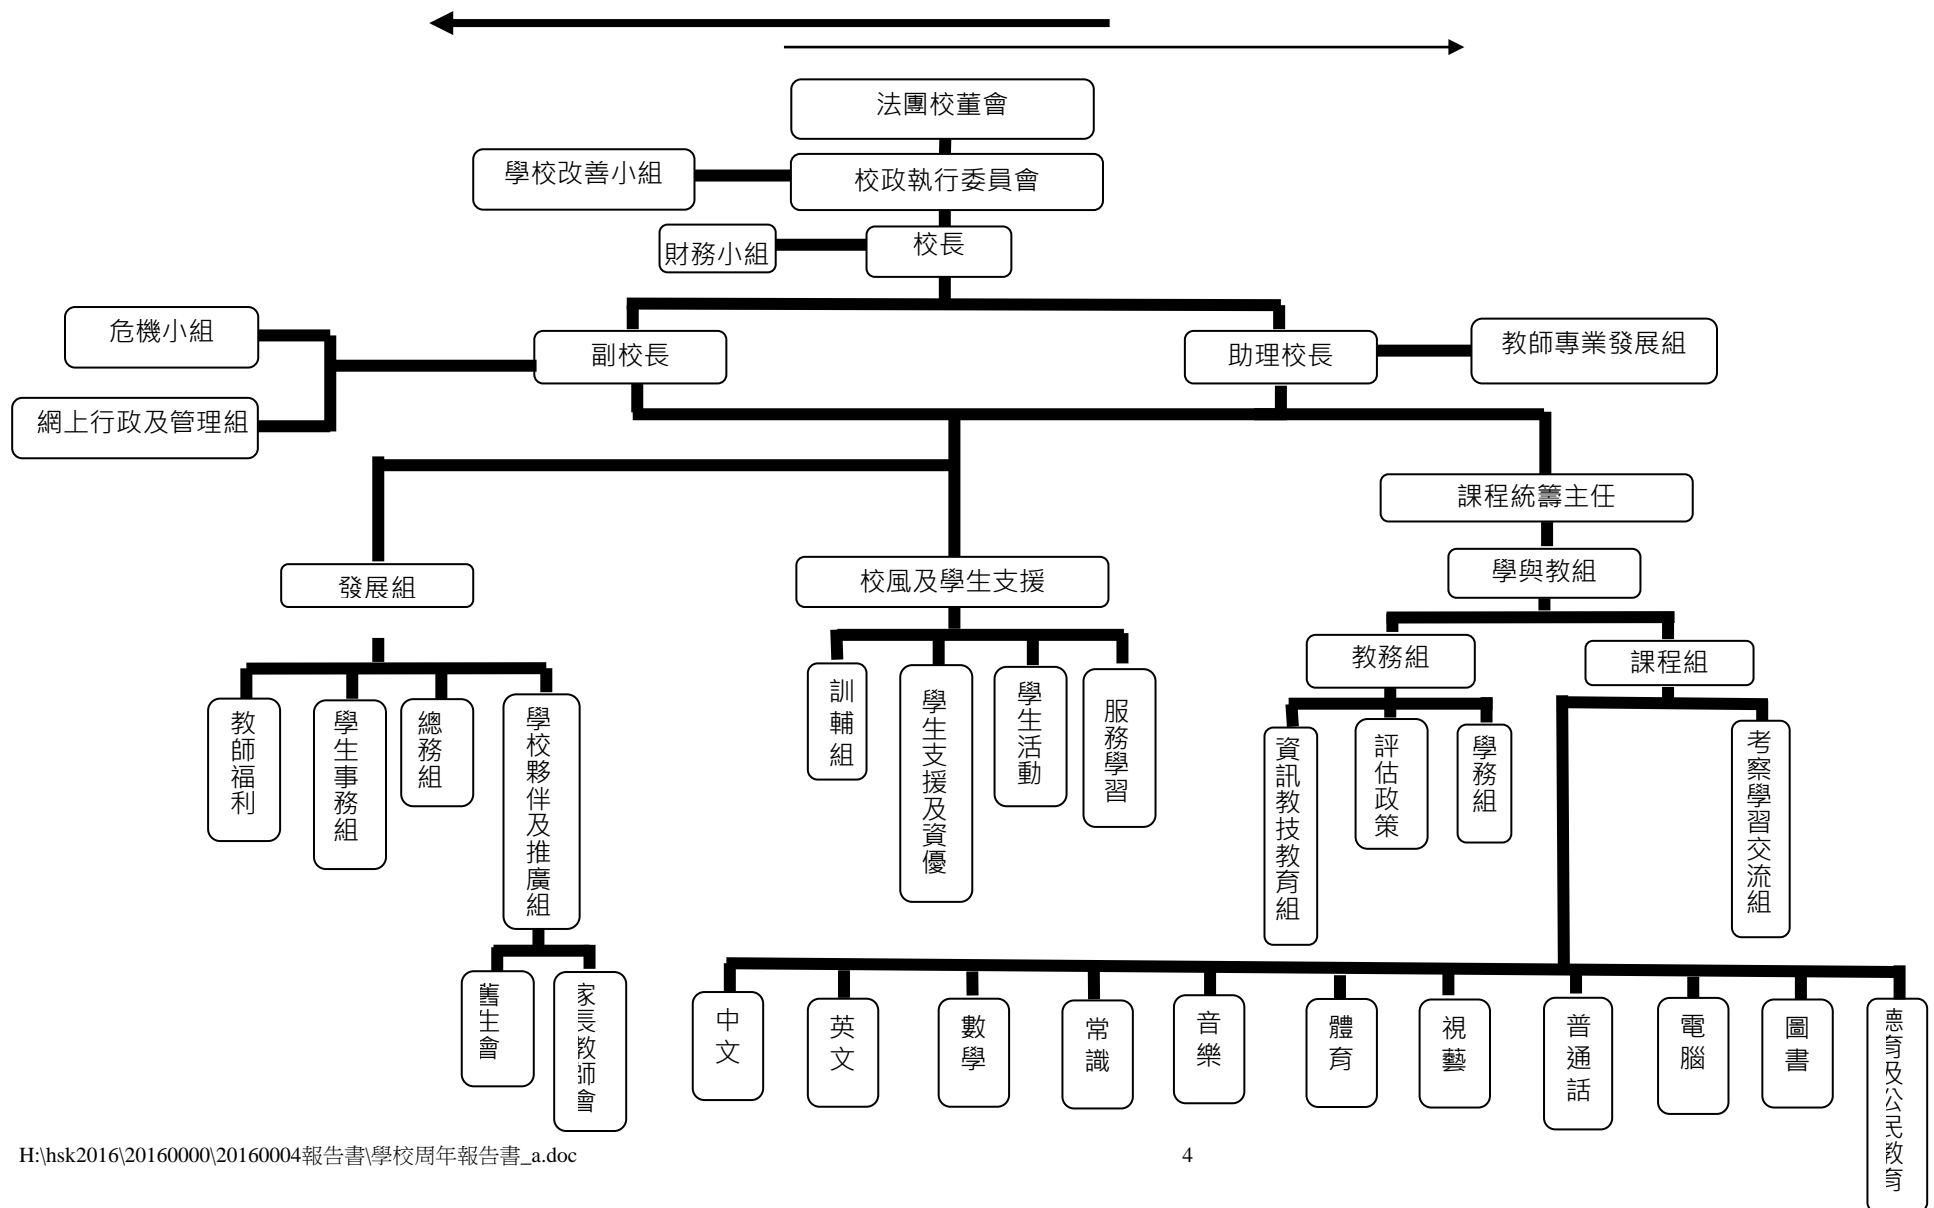 法團校董會
學校改善小組
校政執行委員會
財務小組
校長
危機小組
副校長
助理校長
教師專業發展組
網上行政及管理組
課程統籌主任
發展組
校風及學生支援
學與教組
教務組
課程組
教師福利
學生事務組
總務組
學校夥伴及推廣組
訓輔組
學生支援及資優
學生活動
服務學習
資訊教技教育組
評估政策
學務組
考察學習交流組
舊生會
家長教師會
中文
英文
數學
常識
音樂
體育
視藝
普通話
電腦
圖書
德育及公民教育
H:\hsk2016\20160000\20160004報告書\學校周年報告書_a.doc
4